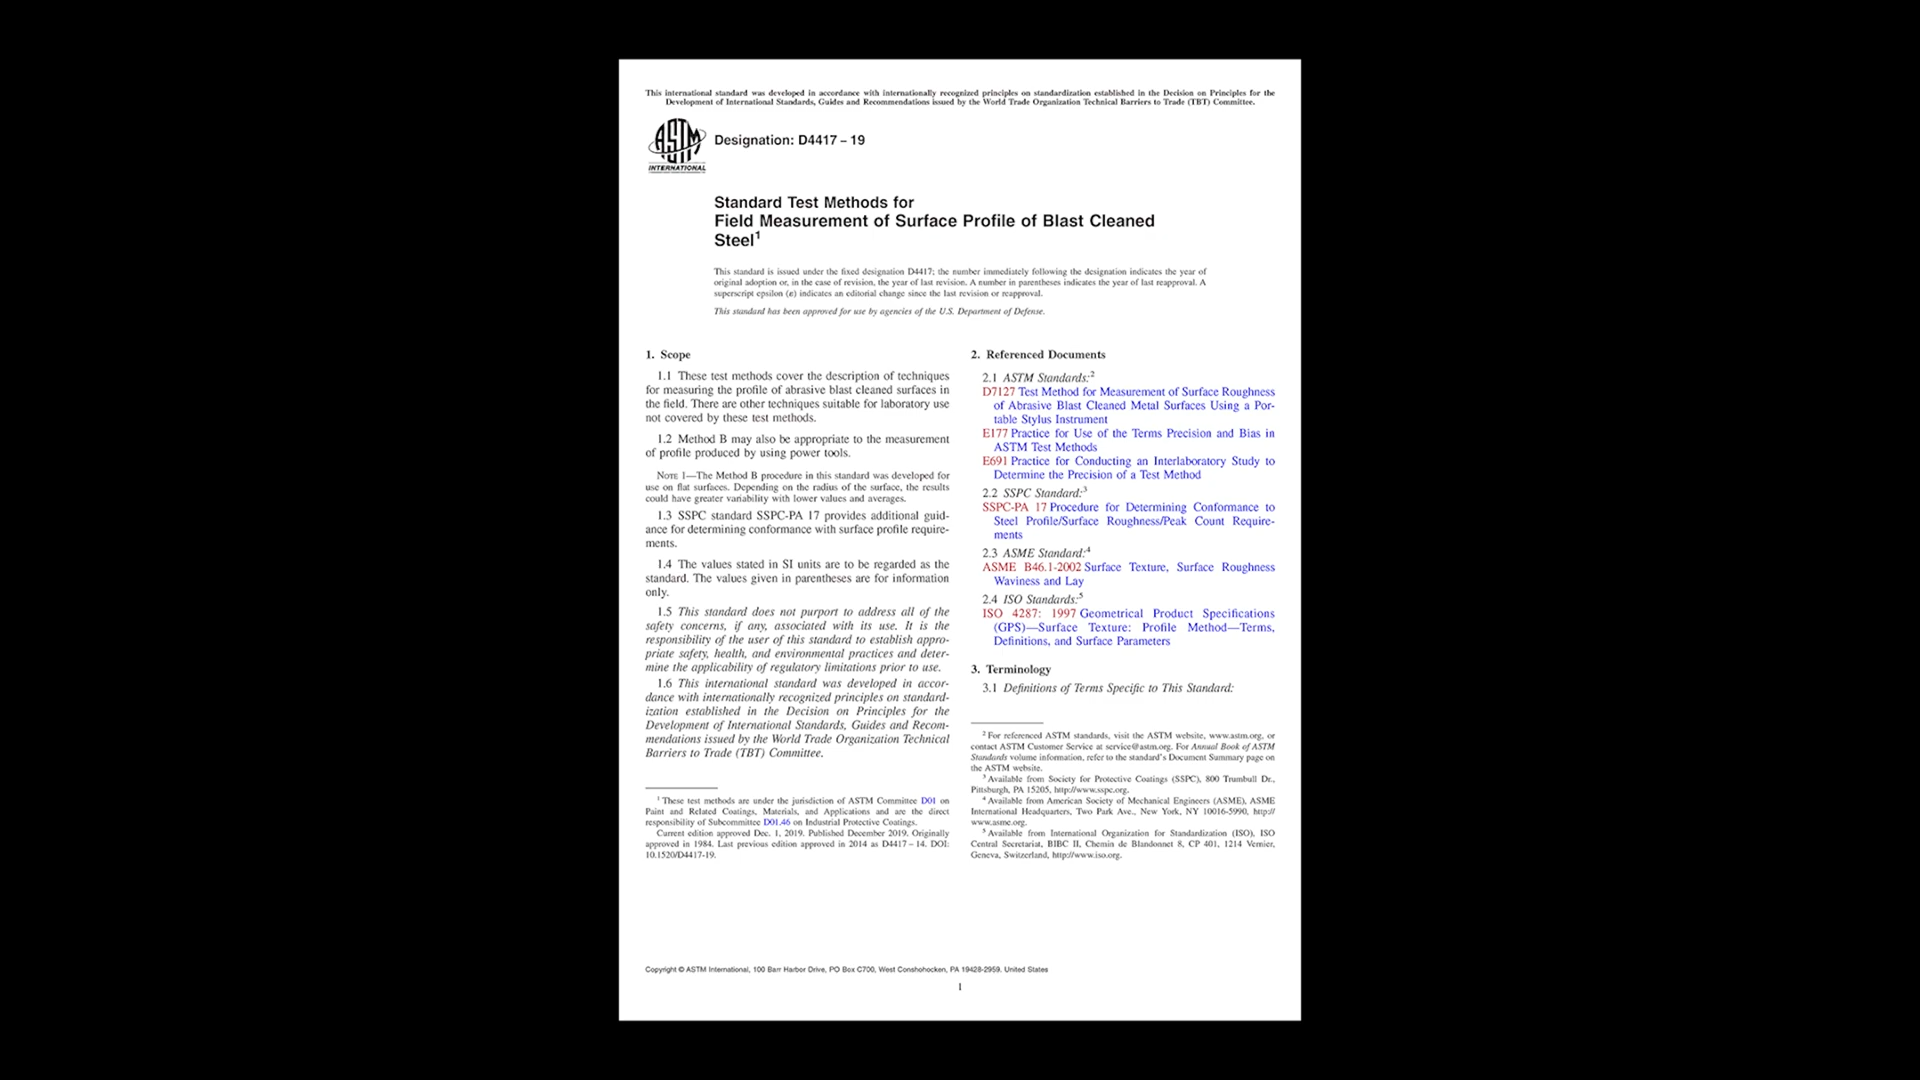 This international standard was developed in accordance with internationally recognized principles on standardization established in the Decision on Principles for the
Development of International Standards, Guides and Recommendations issued by the World Trade Organization Technical Barriers to Trade (TBT) Committee.
ASTM
INTERNATIONAL
Designation: D4417 – 19
Standard Test Methods for
Field Measurement of Surface Profile of Blast Cleaned
Steel1
This standard is issued under the fixed designation D4417; the number immediately following the designation indicates the year of
original adoption or, in the case of revision, the year of last revision. A number in parentheses indicates the year of last reapproval. A
superscript epsilon (ε) indicates an editorial change since the last revision or reapproval.
This standard has been approved for use by agencies of the U.S. Department of Defense.
1. Scope
1.1 These test methods cover the description of techniques
for measuring the profile of abrasive blast cleaned surfaces in
the field. There are other techniques suitable for laboratory use
not covered by these test methods.
1.2 Method B may also be appropriate to the measurement
of profile produced by using power tools.
NOTE 1—The Method B procedure in this standard was developed for
use on flat surfaces. Depending on the radius of the surface, the results
could have greater variability with lower values and averages.
1.3 SSPC standard SSPC-PA 17 provides additional guid-
ance for determining conformance with surface profile require-
ments.
1.4 The values stated in SI units are to be regarded as the
standard. The values given in parentheses are for information
only.
1.5 This standard does not purport to address all of the
safety concerns, if any, associated with its use. It is the
responsibility of the user of this standard to establish appro-
priate safety, health, and environmental practices and deter-
mine the applicability of regulatory limitations prior to use.
1.6 This international standard was developed in accor-
dance with internationally recognized principles on standard-
ization established in the Decision on Principles for the
Development of International Standards, Guides and Recom-
mendations issued by the World Trade Organization Technical
Barriers to Trade (TBT) Committee.
1 These test methods are under the jurisdiction of ASTM Committee D01 on
Paint and Related Coatings, Materials, and Applications and are the direct
responsibility of Subcommittee D01.46 on Industrial Protective Coatings.
Current edition approved Dec. 1, 2019. Published December 2019. Originally
approved in 1984. Last previous edition approved in 2014 as D4417 – 14. DOI:
10.1520/D4417-19.
2. Referenced Documents
2.1 ASTM Standards:2
D7127 Test Method for Measurement of Surface Roughness
of Abrasive Blast Cleaned Metal Surfaces Using a Por-
table Stylus Instrument
E177 Practice for Use of the Terms Precision and Bias in
ASTM Test Methods
E691 Practice for Conducting an Interlaboratory Study to
Determine the Precision of a Test Method
2.2 SSPC Standard:3
SSPC-PA 17 Procedure for Determining Conformance to
Steel Profile/Surface Roughness/Peak Count Require-
ments
2.3 ASME Standard:4
ASME B46.1-2002 Surface Texture, Surface Roughness
Waviness and Lay
2.4 ISO Standards:5
ISO 4287: 1997 Geometrical Product Specifications
(GPS)—Surface Texture: Profile Method—Terms,
Definitions, and Surface Parameters
3. Terminology
3.1 Definitions of Terms Specific to This Standard:
2 For referenced ASTM standards, visit the ASTM website, www.astm.org, or
contact ASTM Customer Service at service@astm.org. For Annual Book of ASTM
Standards volume information, refer to the standard's Document Summary page on
the ASTM website.
3 Available from Society for Protective Coatings (SSPC), 800 Trumbull Dr.,
Pittsburgh, PA 15205, http://www.sspc.org.
4 Available from American Society of Mechanical Engineers (ASME), ASME
International Headquarters, Two Park Ave., New York, NY 10016-5990, http://
www.asme.org.
5 Available from International Organization for Standardization (ISO), ISO
Central Secretariat, BIBC II, Chemin de Blandonnet 8, CP 401, 1214 Vernier,
Geneva, Switzerland, http://www.iso.org.
Copyright © ASTM International, 100 Barr Harbor Drive, PO Box C700, West Conshohocken, PA 19428-2959. United States
1